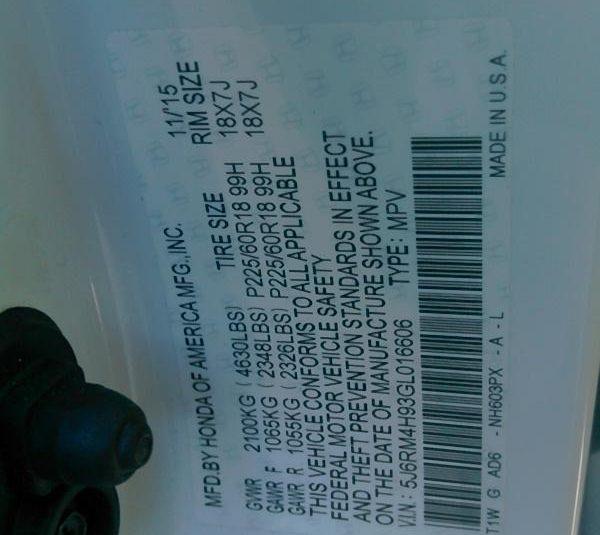 MFD.BY HONDA OF AMERICA MFG.,INC. 11/'15
TIRE SIZE RIM SIZE
GVWR 2100KG ( 4630LBS)
GAWR F 1065KG ( 2348LBS) P225/60R18 99H 18X7J
GAWR R 1055KG ( 2326LBS) P225/60R18 99H 18X7J
THIS VEHICLE CONFORMS TO ALL APPLICABLE
FEDERAL MOTOR VEHICLE SAFETY
AND THEFT PREVENTION STANDARDS IN EFFECT
ON THE DATE OF MANUFACTURE SHOWN ABOVE.
V.I.N.: 5J6RM4H93GL016606 TYPE: MPV
T1W G AD6 - NH603PX - A - L MADE IN U.S.A.